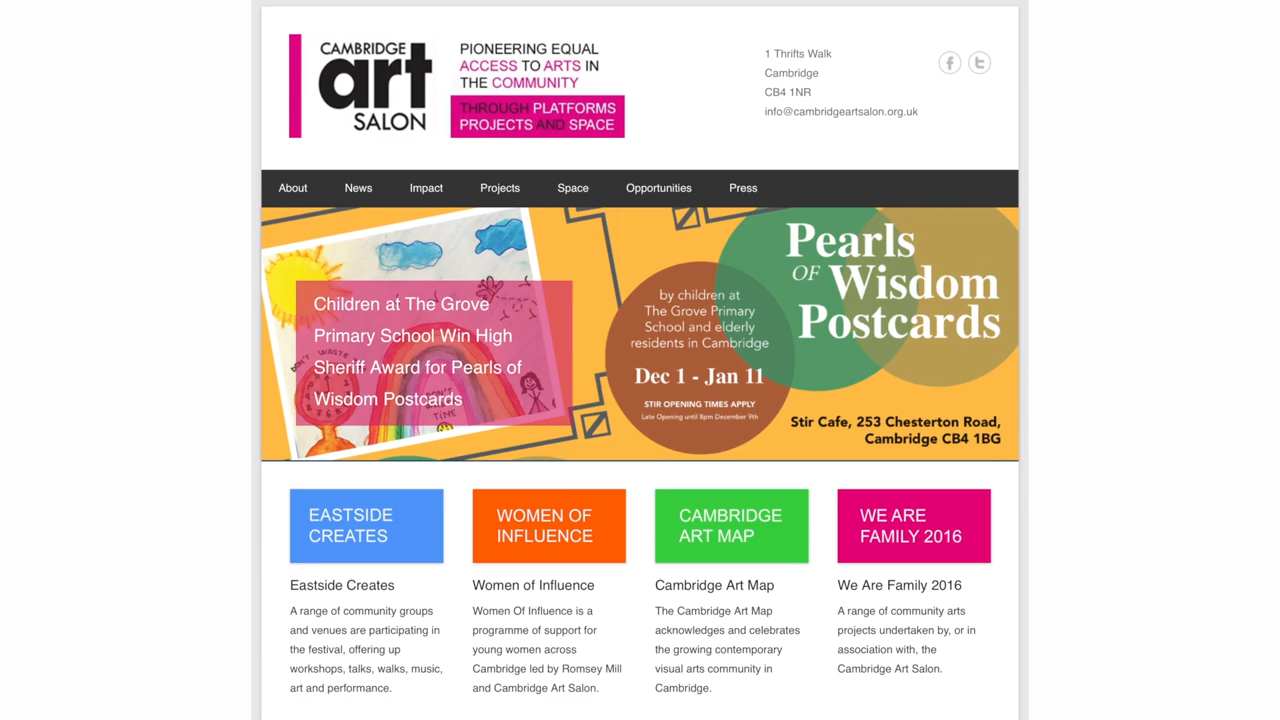 CAMBRIDGE
art
SALON
PIONEERING EQUAL
ACCESS TO ARTS IN
THE COMMUNITY
THROUGH PLATFORMS
PROJECTS AND SPACE
1 Thrifts Walk
Cambridge
CB4 1NR
info@cambridgeartsalon.org.uk
About News Impact Projects Space Opportunities Press
Children at The Grove
Primary School Win High
Sheriff Award for Pearls of
Wisdom Postcards
by children at
The Grove Primary
School and elderly
residents in Cambridge
Dec 1 - Jan 11
STIR OPENING TIMES APPLY
Late Opening until 8pm December 9th
Pearls
OF Wisdom
Postcards
Stir Cafe, 253 Chesterton Road,
Cambridge CB4 1BG
EASTSIDE
CREATES
Eastside Creates
A range of community groups
and venues are participating in
the festival, offering up
workshops, talks, walks, music,
art and performance.
WOMEN OF
INFLUENCE
Women of Influence
Women Of Influence is a
programme of support for
young women across
Cambridge led by Romsey Mill
and Cambridge Art Salon.
CAMBRIDGE
ART MAP
Cambridge Art Map
The Cambridge Art Map
acknowledges and celebrates
the growing contemporary
visual arts community in
Cambridge.
WE ARE
FAMILY 2016
We Are Family 2016
A range of community arts
projects undertaken by, or in
association with, the
Cambridge Art Salon.